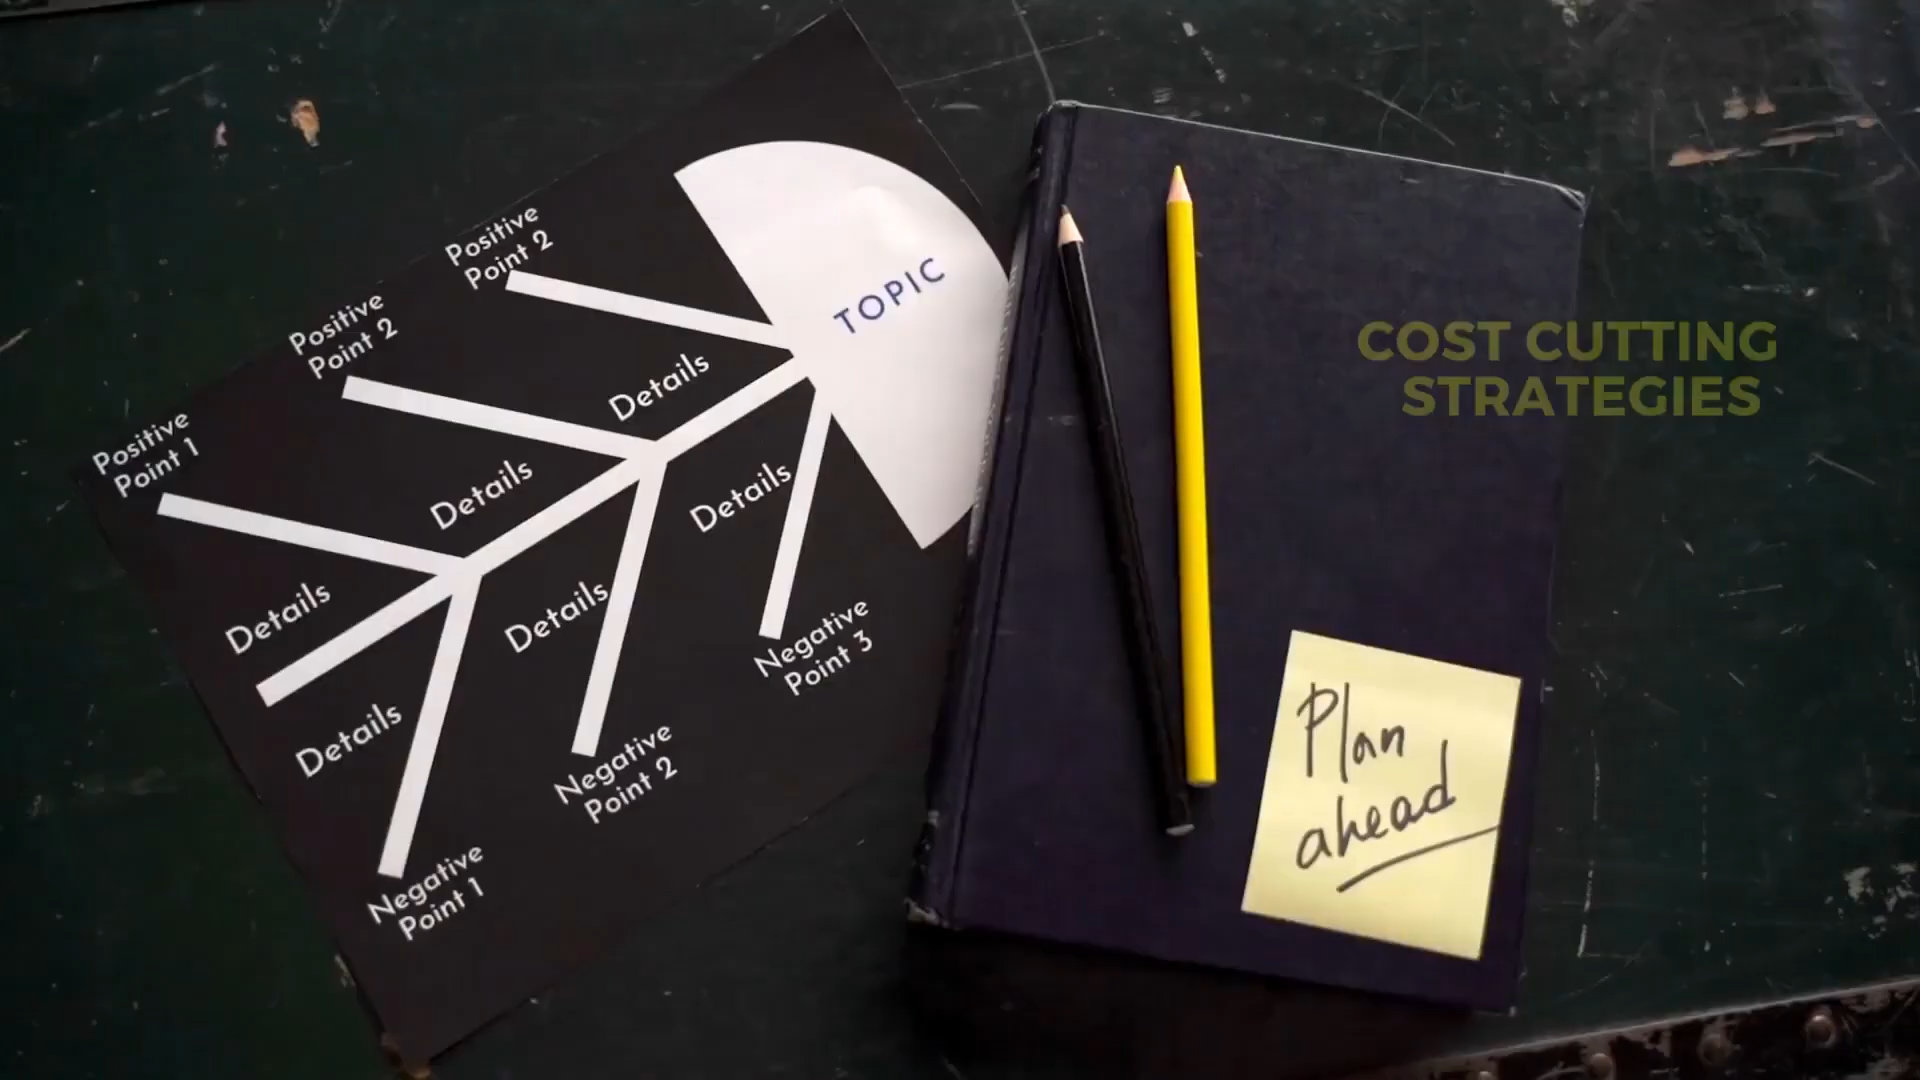 Positive
Point 2
Positive
Point 2
Positive
Point 1
TOPIC
Details
Details
Details
Details
Details
Details
Negative
Point 3
Negative
Point 2
Negative
Point 1
COST CUTTING
STRATEGIES
Plan
ahead